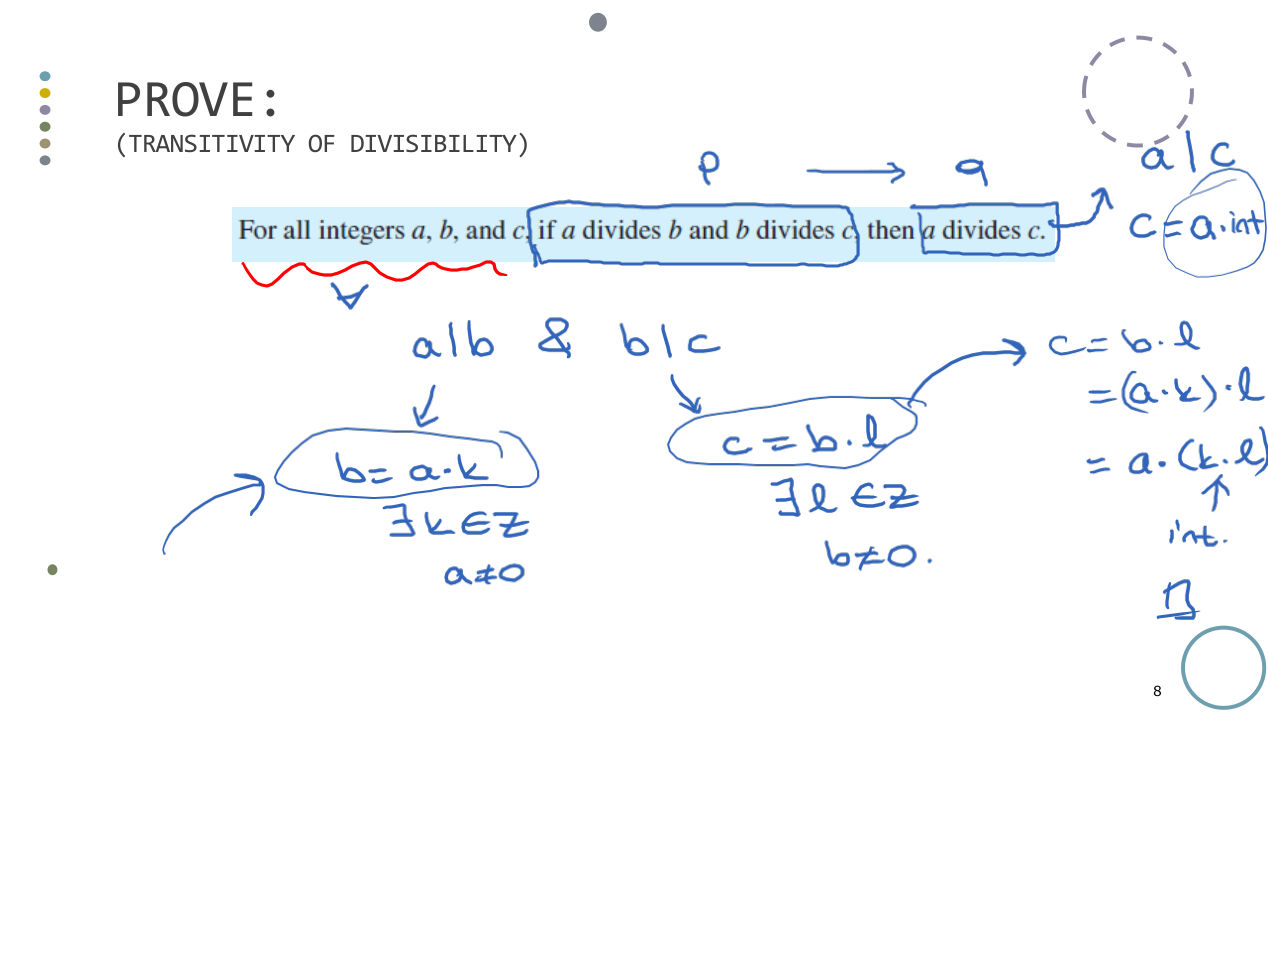 PROVE:
(TRANSITIVITY OF DIVISIBILITY)
p → q
a|c
For all integers a, b, and c, if a divides b and b divides c, then a divides c.
c = a·int
∀
a|b & b|c
c = b·l
= (a·k)·l
= a·(k·l)
int.
b = a·k
∃ k ∈ Z
a≠0
c = b·l
∃ l ∈ Z
b≠0.
8